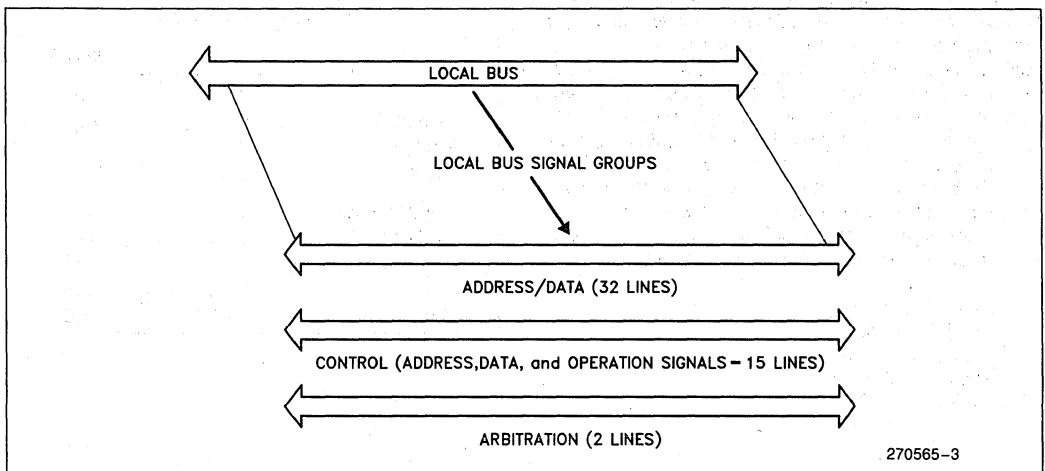 LOCAL BUS
LOCAL BUS SIGNAL GROUPS
ADDRESS/DATA (32 LINES)
CONTROL (ADDRESS,DATA, and OPERATION SIGNALS – 15 LINES)
ARBITRATION (2 LINES)
270565–3